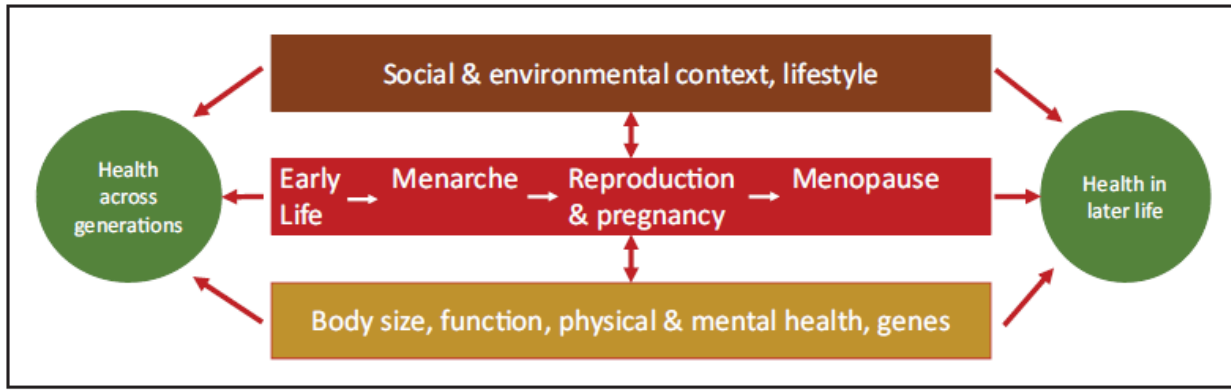 Social & environmental context, lifestyle
Health
across
generations
Early
Life
Menarche
Reproduction
& pregnancy
Menopause
Health in
later life
Body size, function, physical & mental health, genes